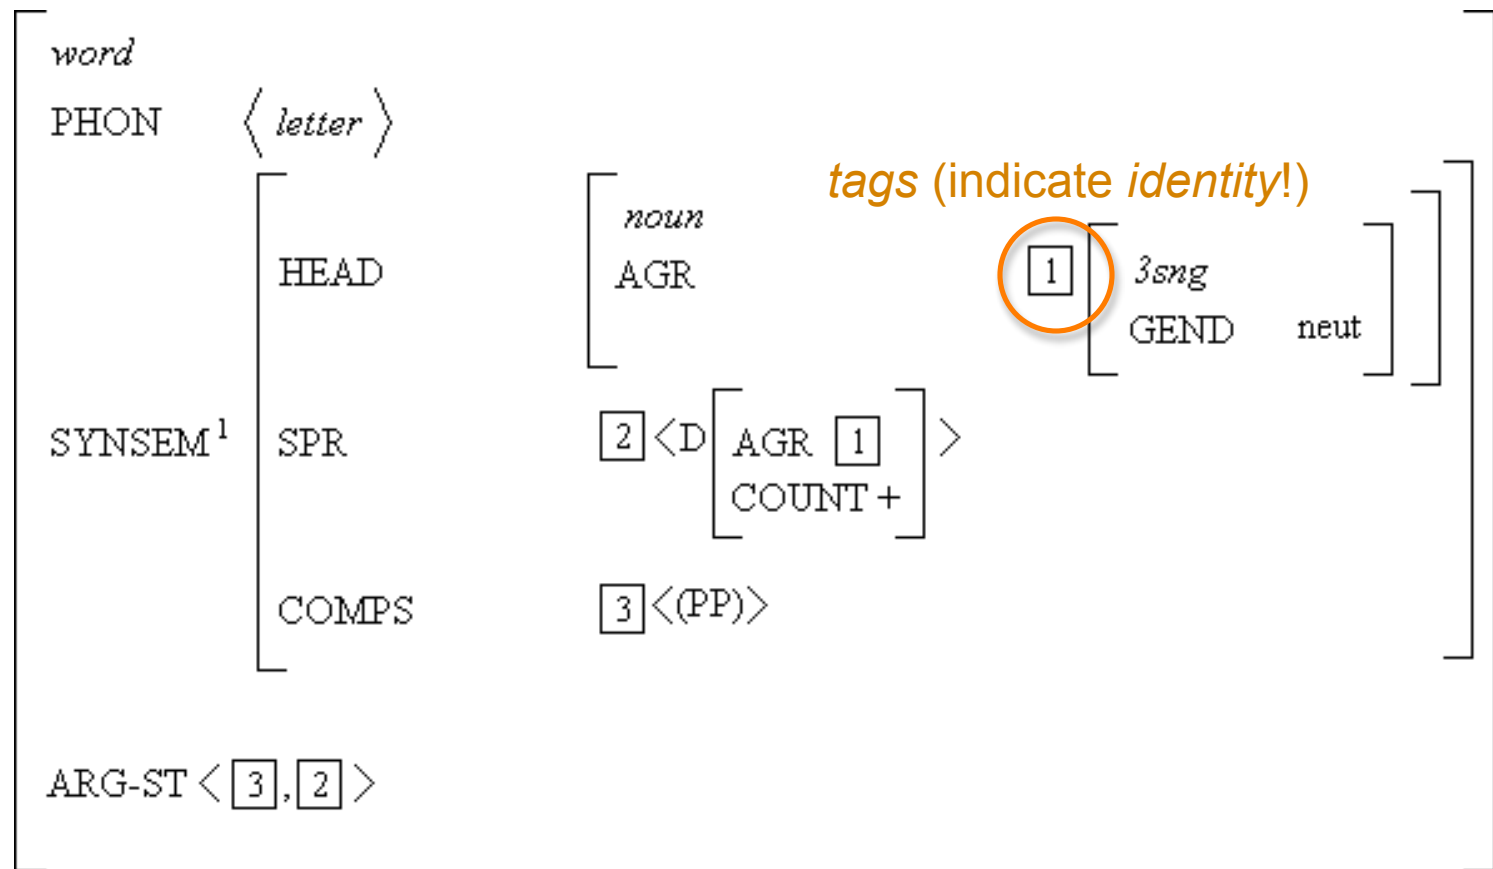 word
PHON ⟨ letter ⟩
tags (indicate identity!)
noun
HEAD AGR 1 3sng
GEND neut
SYNSEM¹ SPR 2 <D AGR 1 >
COUNT +
COMPS 3 <(PP)>
ARG-ST < 3 , 2 >